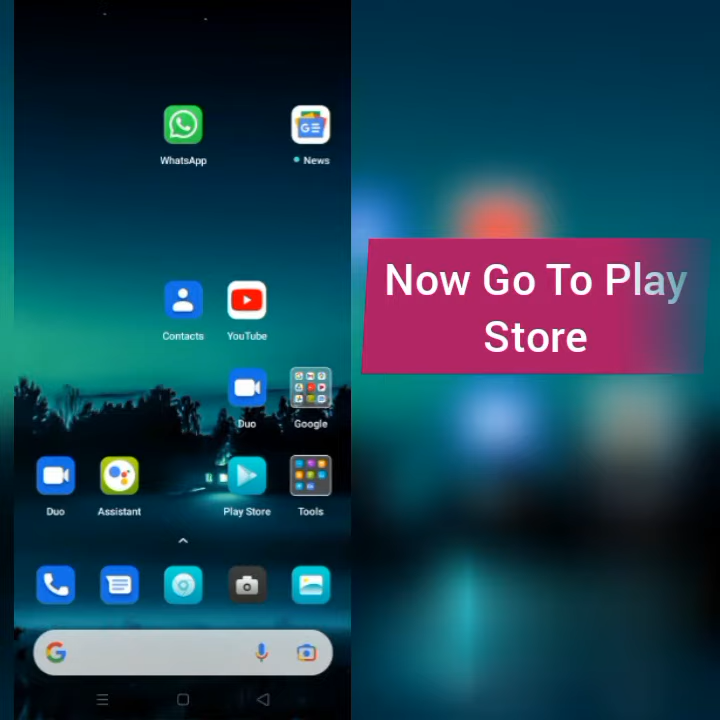 WhatsApp
News
Contacts
YouTube
Duo
Google
Duo
Assistant
Play Store
Tools
Now Go To Play
Store